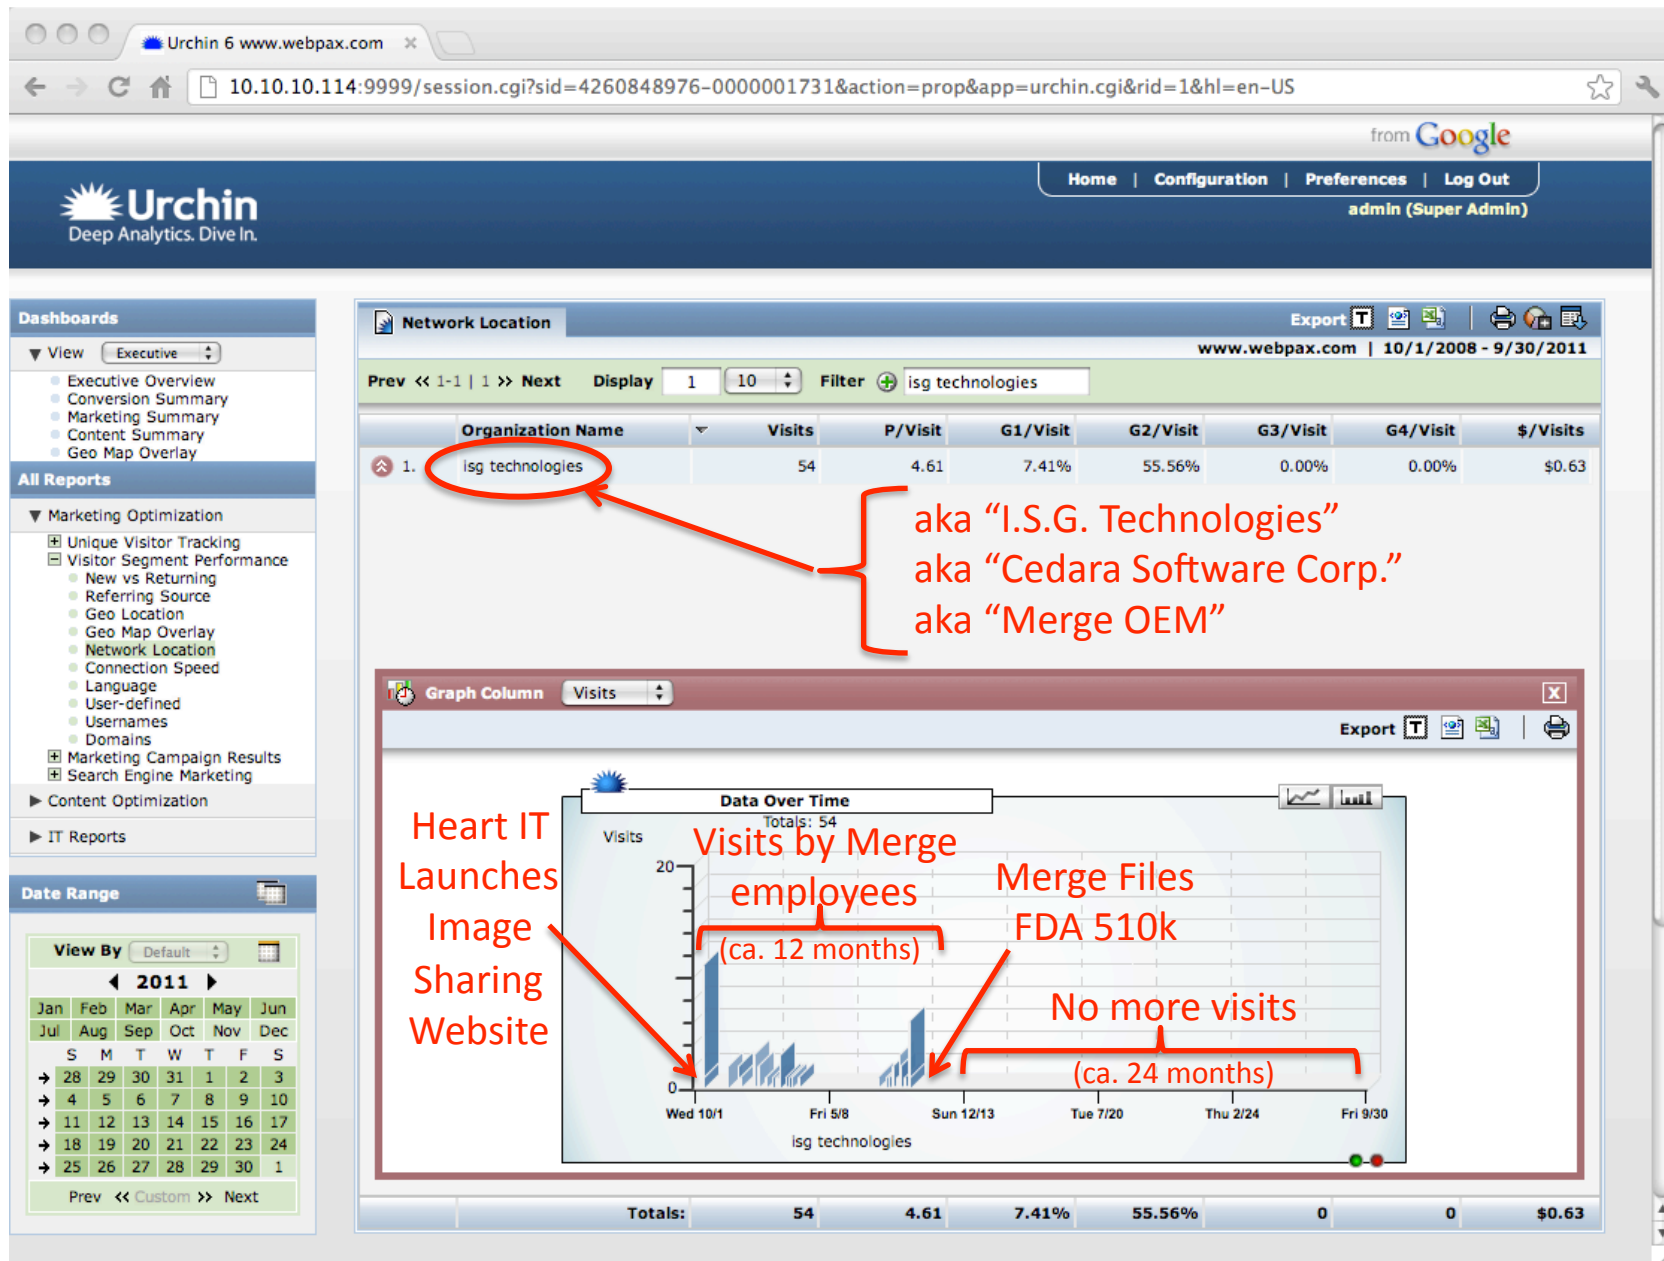 Urchin 6 www.webpax.com
10.10.10.114:9999/session.cgi?sid=4260848976-0000001731&action=prop&app=urchin.cgi&rid=1&hl=en-US
from Google
Home | Configuration | Preferences | Log Out
admin (Super Admin)
Urchin
Deep Analytics. Dive In.
Dashboards
View Executive
Executive Overview
Conversion Summary
Marketing Summary
Content Summary
Geo Map Overlay
All Reports
Marketing Optimization
Unique Visitor Tracking
Visitor Segment Performance
New vs Returning
Referring Source
Geo Location
Geo Map Overlay
Network Location
Connection Speed
Language
User-defined
Usernames
Domains
Marketing Campaign Results
Search Engine Marketing
Content Optimization
IT Reports
Date Range
View By Default
2011
Jan Feb Mar Apr May Jun
Jul Aug Sep Oct Nov Dec
S M T W T F S
28 29 30 31 1 2 3
4 5 6 7 8 9 10
11 12 13 14 15 16 17
18 19 20 21 22 23 24
25 26 27 28 29 30 1
Prev << Custom >> Next
Network Location
Export T
www.webpax.com | 10/1/2008 - 9/30/2011
Prev << 1-1 | 1 >> Next Display 1 10 Filter isg technologies
Organization Name Visits P/Visit G1/Visit G2/Visit G3/Visit G4/Visit $/Visits
1. isg technologies 54 4.61 7.41% 55.56% 0.00% 0.00% $0.63
aka “I.S.G. Technologies”
aka “Cedara Software Corp.”
aka “Merge OEM”
Graph Column Visits X
Export T
Data Over Time
Totals: 54
Visits
20
0
Heart IT
Launches
Image
Sharing
Website
Visits by Merge
employees
(ca. 12 months)
Merge Files
FDA 510k
No more visits
(ca. 24 months)
Wed 10/1 Fri 5/8 Sun 12/13 Tue 7/20 Thu 2/24 Fri 9/30
isg technologies
Totals: 54 4.61 7.41% 55.56% 0 0 $0.63